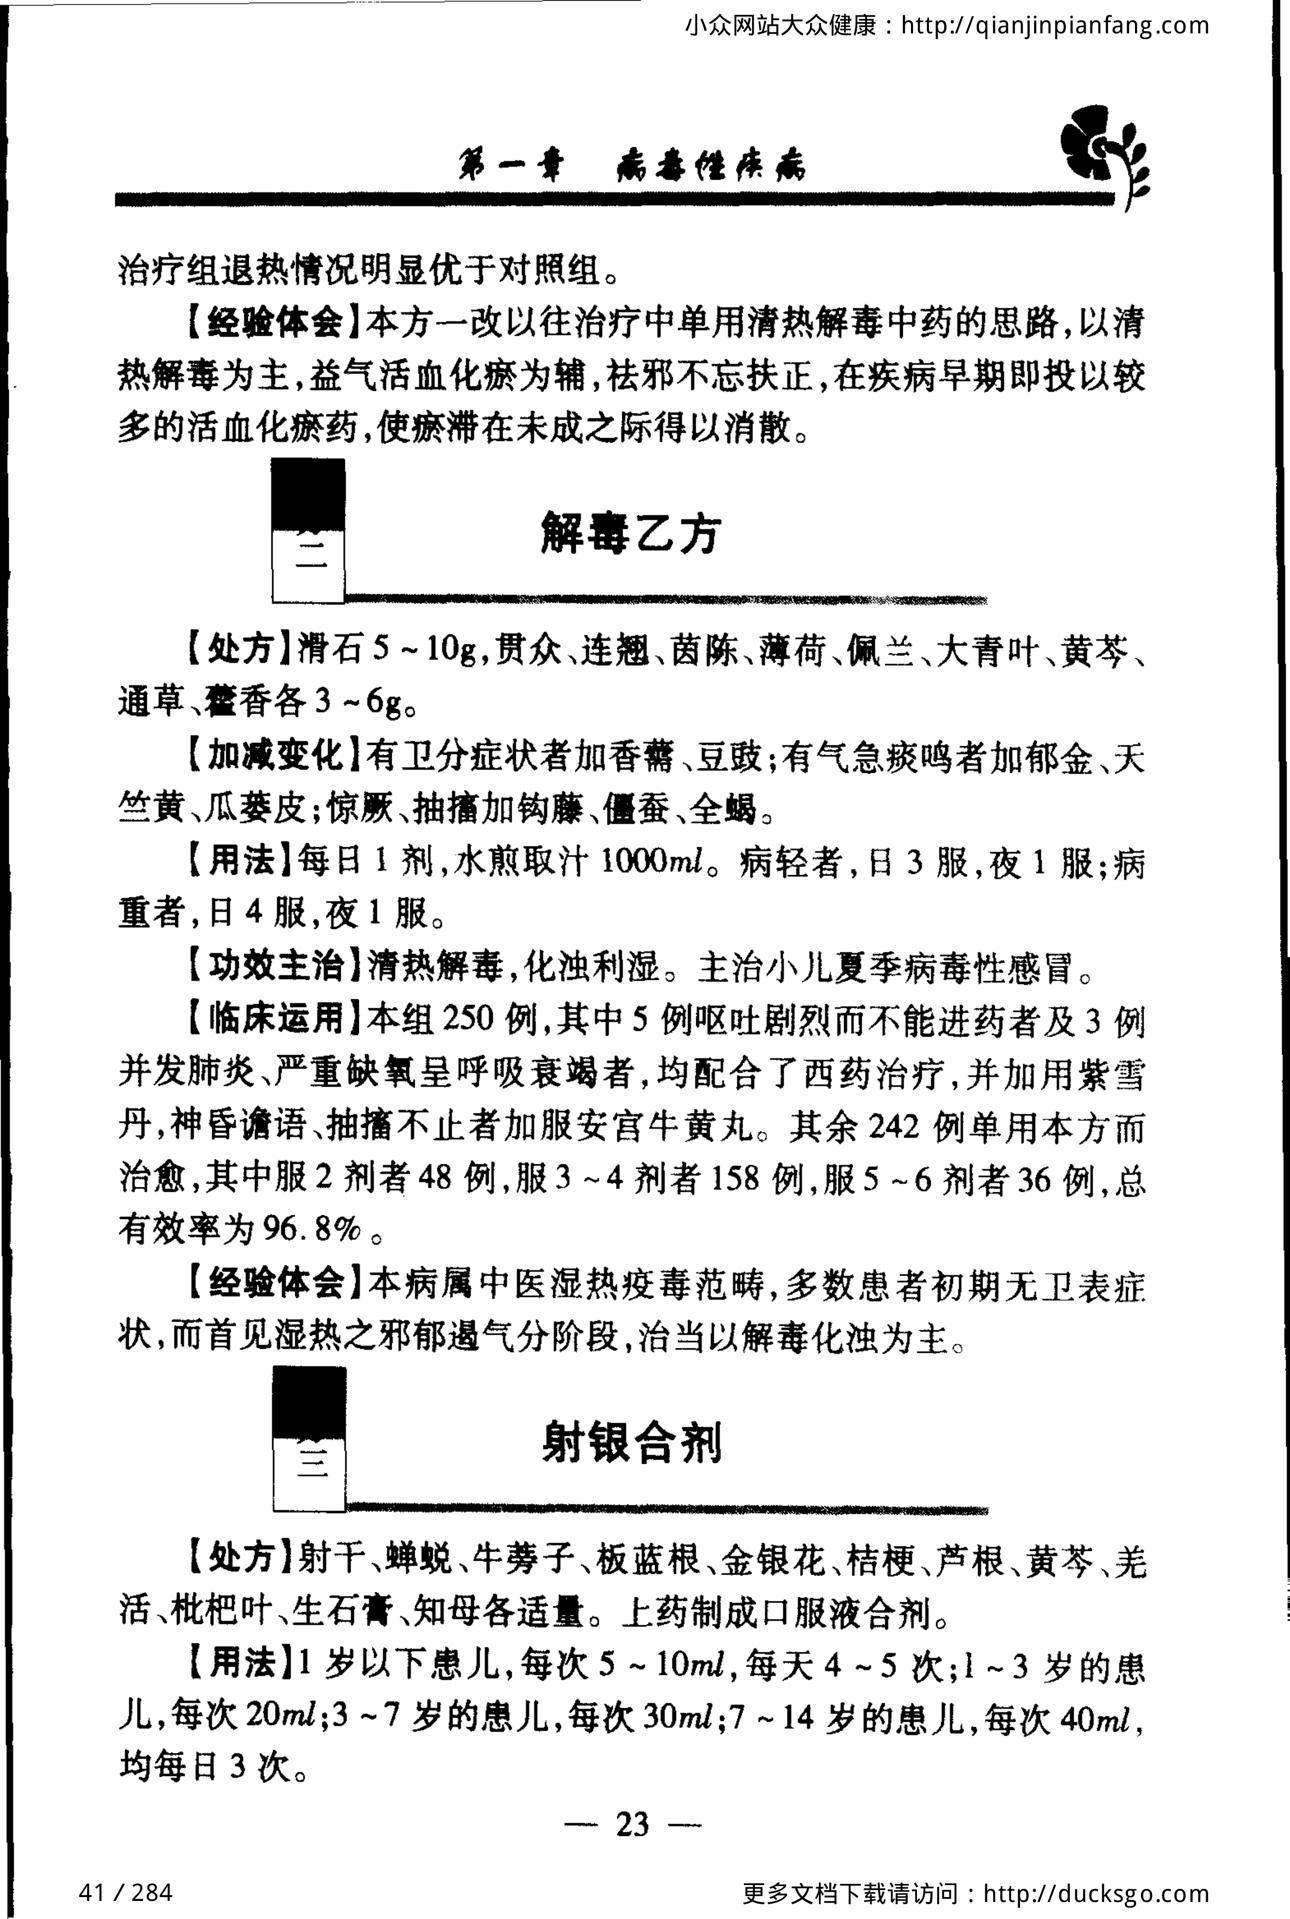 小众网站大众健康：http://qianjinpianfang.com
第一章 病毒性疾病
治疗组退热情况明显优于对照组。
【经验体会】本方一改以往治疗中单用清热解毒中药的思路,以清
热解毒为主,益气活血化瘀为辅,祛邪不忘扶正,在疾病早期即投以较
多的活血化瘀药,使瘀滞在未成之际得以消散。
二
解毒乙方
【处方】滑石 5 ~ 10g,贯众、连翘、茵陈、薄荷、佩兰、大青叶、黄芩、
通草、藿香各 3 ~ 6g。
【加减变化】有卫分症状者加香薷、豆豉;有气急痰鸣者加郁金、天
竺黄、瓜蒌皮;惊厥、抽搐加钩藤、僵蚕、全蝎。
【用法】每日 1 剂,水煎取汁 1000ml。病轻者,日 3 服,夜 1 服;病
重者,日 4 服,夜 1 服。
【功效主治】清热解毒,化浊利湿。主治小儿夏季病毒性感冒。
【临床运用】本组 250 例,其中 5 例呕吐剧烈而不能进药者及 3 例
并发肺炎、严重缺氧呈呼吸衰竭者,均配合了西药治疗,并加用紫雪
丹,神昏谵语、抽搐不止者加服安宫牛黄丸。其余 242 例单用本方而
治愈,其中服 2 剂者 48 例,服 3 ~ 4 剂者 158 例,服 5 ~ 6 剂者 36 例,总
有效率为 96.8%。
【经验体会】本病属中医湿热疫毒范畴,多数患者初期无卫表症
状,而首见湿热之邪郁遏气分阶段,治当以解毒化浊为主。
三
射银合剂
【处方】射干、蝉蜕、牛蒡子、板蓝根、金银花、桔梗、芦根、黄芩、羌
活、枇杷叶、生石膏、知母各适量。上药制成口服液合剂。
【用法】1 岁以下患儿,每次 5 ~ 10ml,每天 4 ~ 5 次;1 ~ 3 岁的患
儿,每次 20ml;3 ~ 7 岁的患儿,每次 30ml;7 ~ 14 岁的患儿,每次 40ml,
均每日 3 次。
— 23 —
41 / 284
更多文档下载请访问：http://ducksgo.com